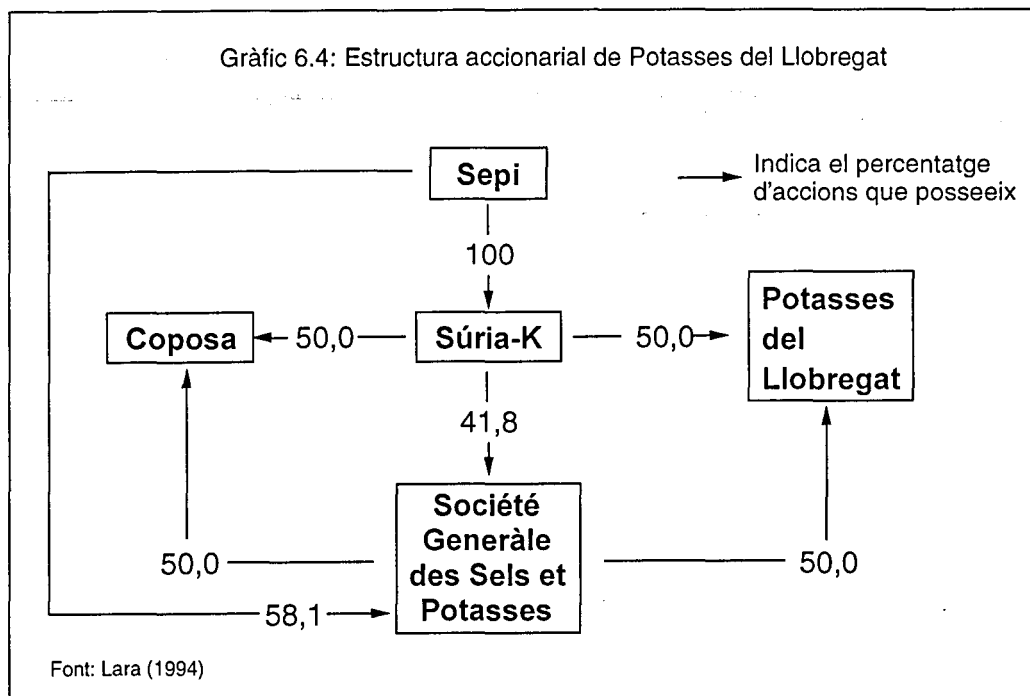 Gràfic 6.4: Estructura accionarial de Potasses del Llobregat
Sepi
Indica el percentatge
d'accions que posseeix
100
Coposa
50,0
Súria-K
50,0
Potasses
del
Llobregat
41,8
Société
Generàle
des Sels et
Potasses
50,0
50,0
58,1
Font: Lara (1994)